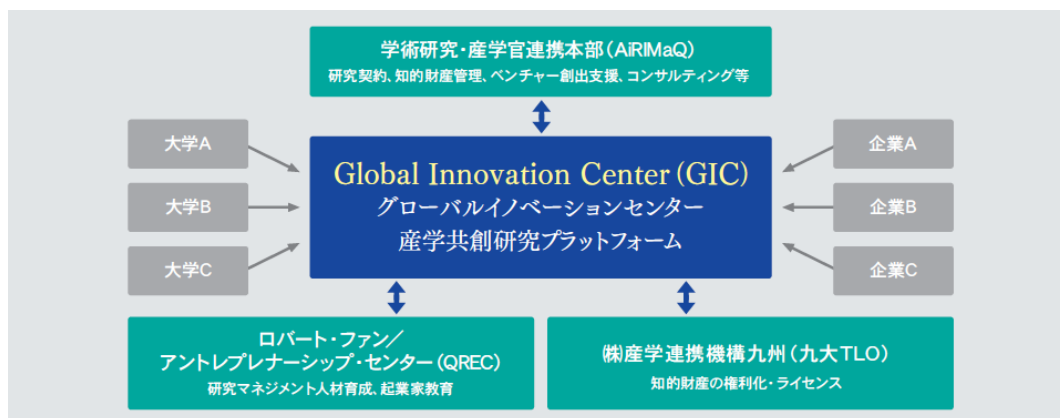 学術研究・産学官連携本部(AiRIMaQ)
研究契約、知的財産管理、ベンチャー創出支援、コンサルティング等
大学A
大学B
大学C
Global Innovation Center(GIC)
グローバルイノベーションセンター
産学共創研究プラットフォーム
企業A
企業B
企業C
ロバート・ファン/
アントレプレナーシップ・センター(QREC)
研究マネジメント人材育成、起業家教育
㈱産学連携機構九州(九大TLO)
知的財産の権利化・ライセンス